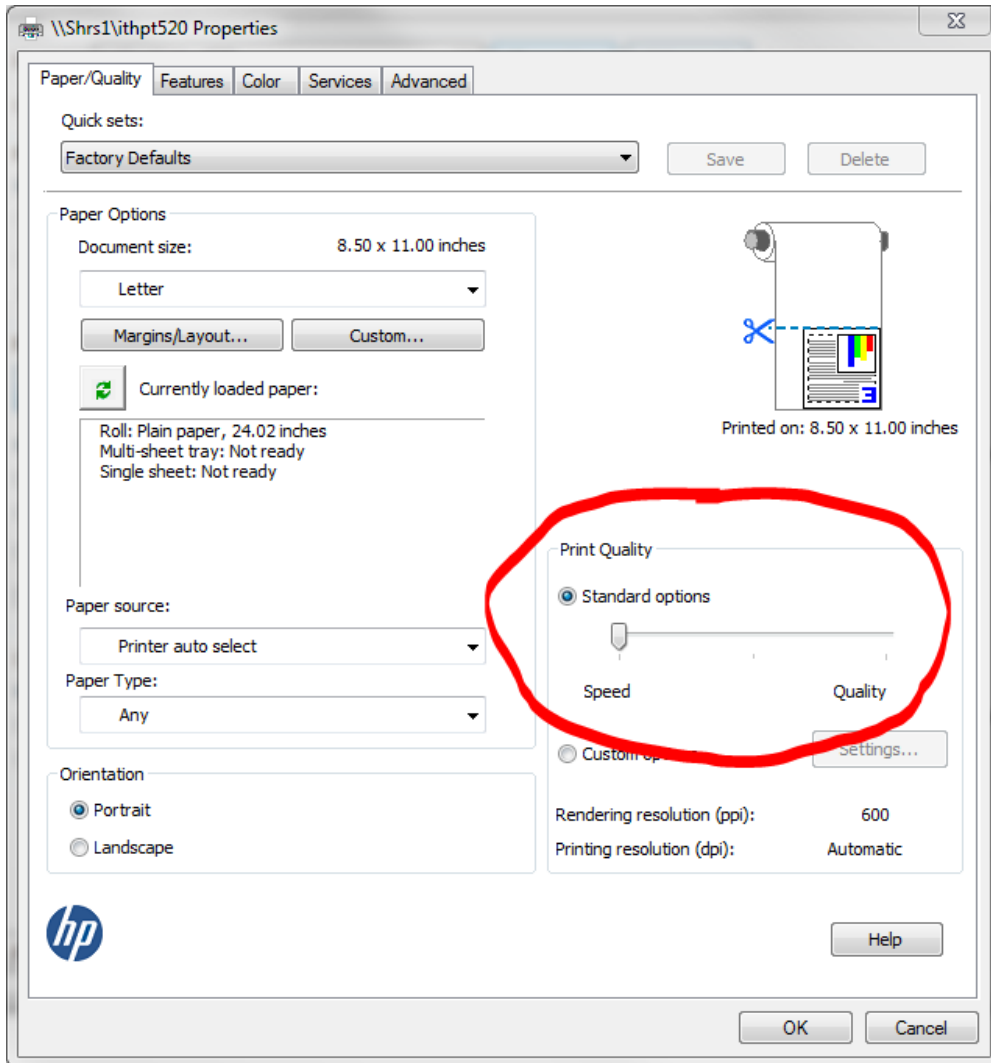 \\Shrs1\ithpt520 Properties
Paper/Quality Features Color Services Advanced
Quick sets:
Factory Defaults Save Delete
Paper Options
Document size: 8.50 x 11.00 inches
Letter
Margins/Layout... Custom...
Currently loaded paper:
Roll: Plain paper, 24.02 inches
Multi-sheet tray: Not ready
Single sheet: Not ready
3
Printed on: 8.50 x 11.00 inches
Paper source:
Printer auto select
Paper Type:
Any
Orientation
Portrait
Landscape
Print Quality
Standard options
Speed Quality
Custom Settings...
Rendering resolution (ppi): 600
Printing resolution (dpi): Automatic
hp
Help
OK Cancel